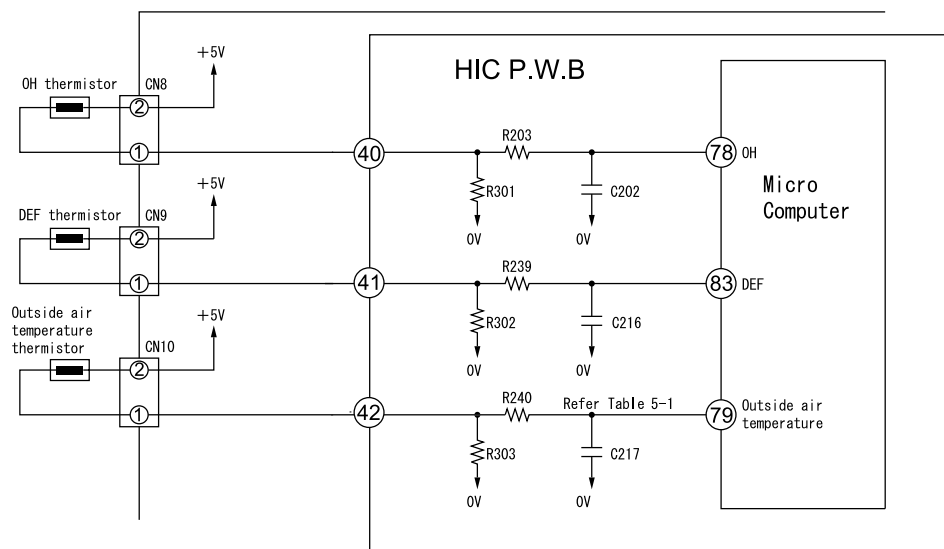 +5V
HIC P.W.B
OH thermistor
CN8
2
R203
1
40
78
OH
R301
C202
Micro
Computer
+5V
0V
0V
DEF thermistor
CN9
2
R239
1
41
83
DEF
Outside air
temperature
thermistor
+5V
R302
C216
CN10
0V
0V
2
R240
Refer Table 5-1
1
42
79
Outside air
temperature
R303
C217
0V
0V